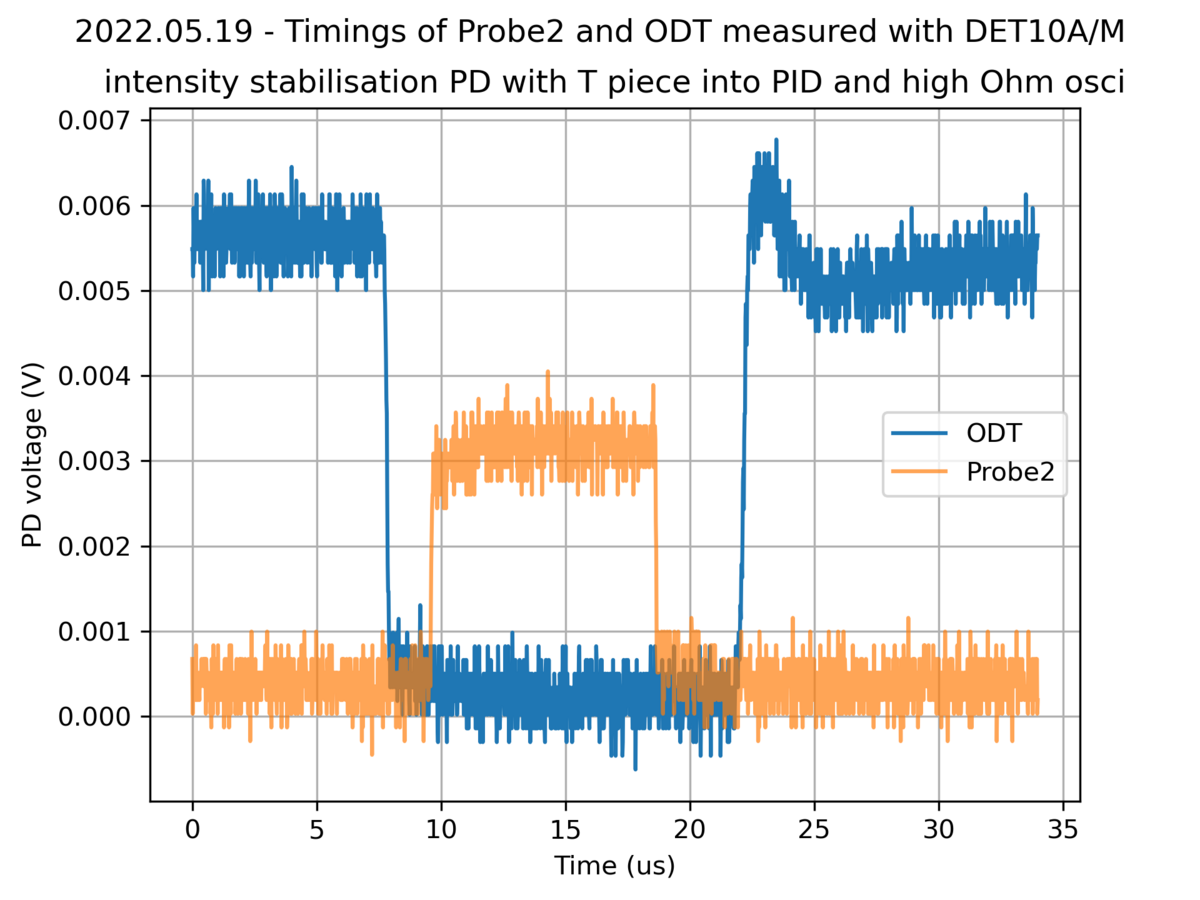 2022.05.19 - Timings of Probe2 and ODT measured with DET10A/M
intensity stabilisation PD with T piece into PID and high Ohm osci
0.007
0.006
0.005
0.004
0.003
0.002
0.001
0.000
PD voltage (V)
ODT
Probe2
0 5 10 15 20 25 30 35
Time (us)